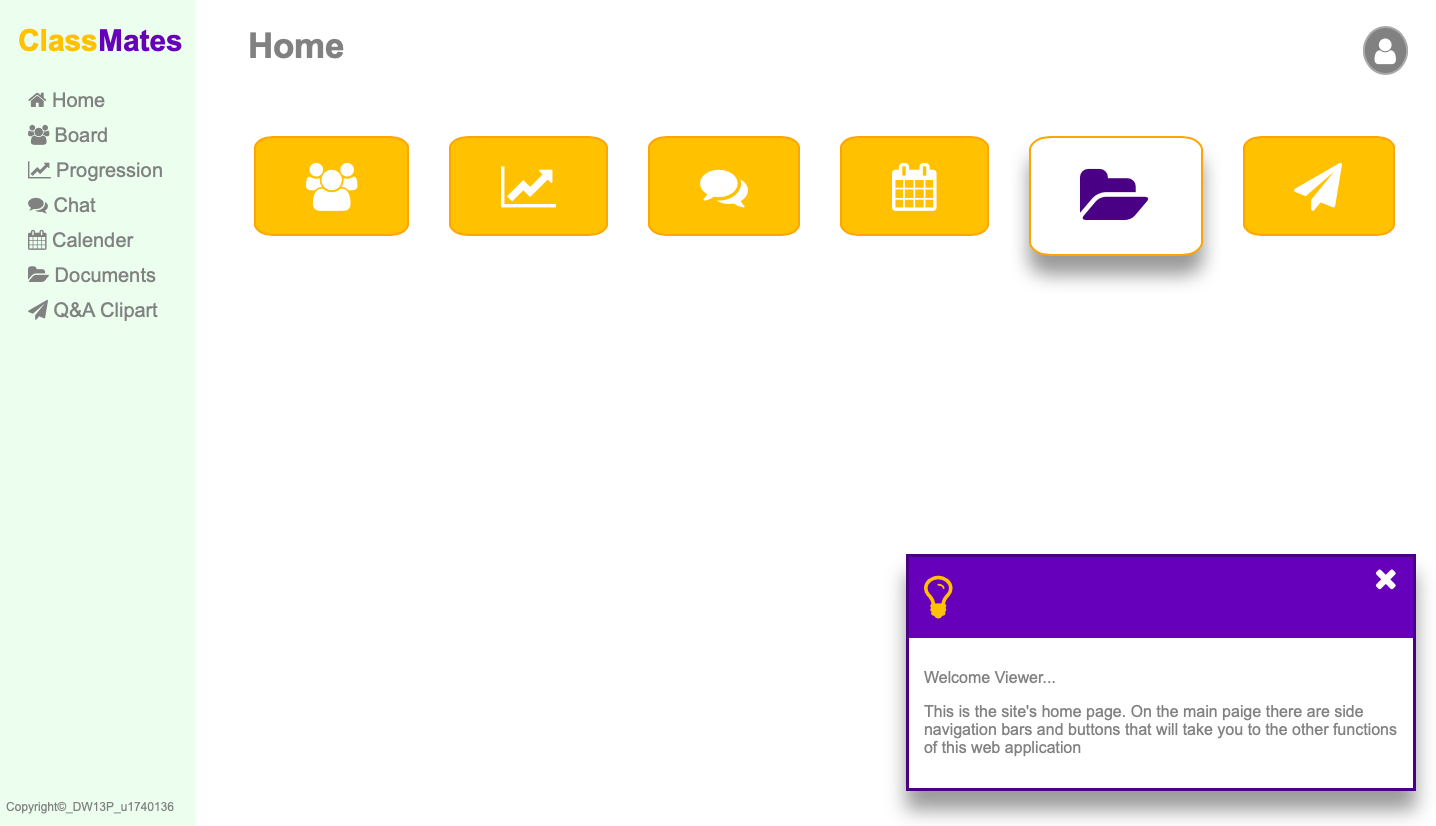 ClassMates
Home
Board
Progression
Chat
Calender
Documents
Q&A Clipart
Copyright©_DW13P_u1740136
Home
Welcome Viewer...
This is the site's home page. On the main paige there are side
navigation bars and buttons that will take you to the other functions
of this web application